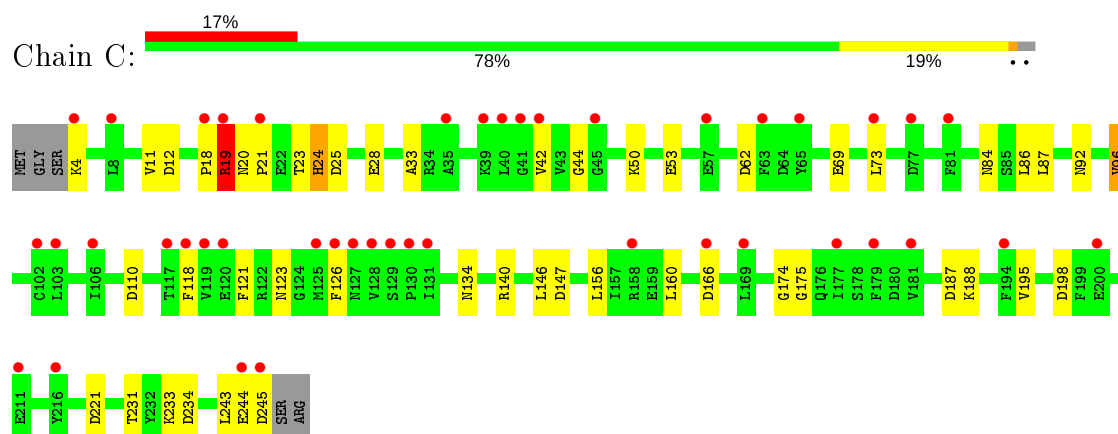 17%
Chain C:
78%
19%
MET GLY SER K4 L8 V11 D12 P18 R19 N20 P21 E22 T23 H24 D25 E28 A33 R34 A35 K39 L40 G41 V42 V43 G44 G45 K50 E53 E57 D62 F63 D64 Y65 E69 L73 D77 F81 N84 S85 L86 L87 N92
C102 L103 I106 D110 T117 F118 V119 E120 F121 R122 N123 G124 M125 F126 N127 V128 S129 P130 I131 N134 R140 L146 D147 L156 I157 R158 E159 L160 D166 L169 G174 G175 Q176 I177 S178 F179 D180 V181 D187 K188 F194 V195 D198 F199 E200
E211 Y216 D221 T231 Y232 K233 D234 L243 E244 D245 SER ARG